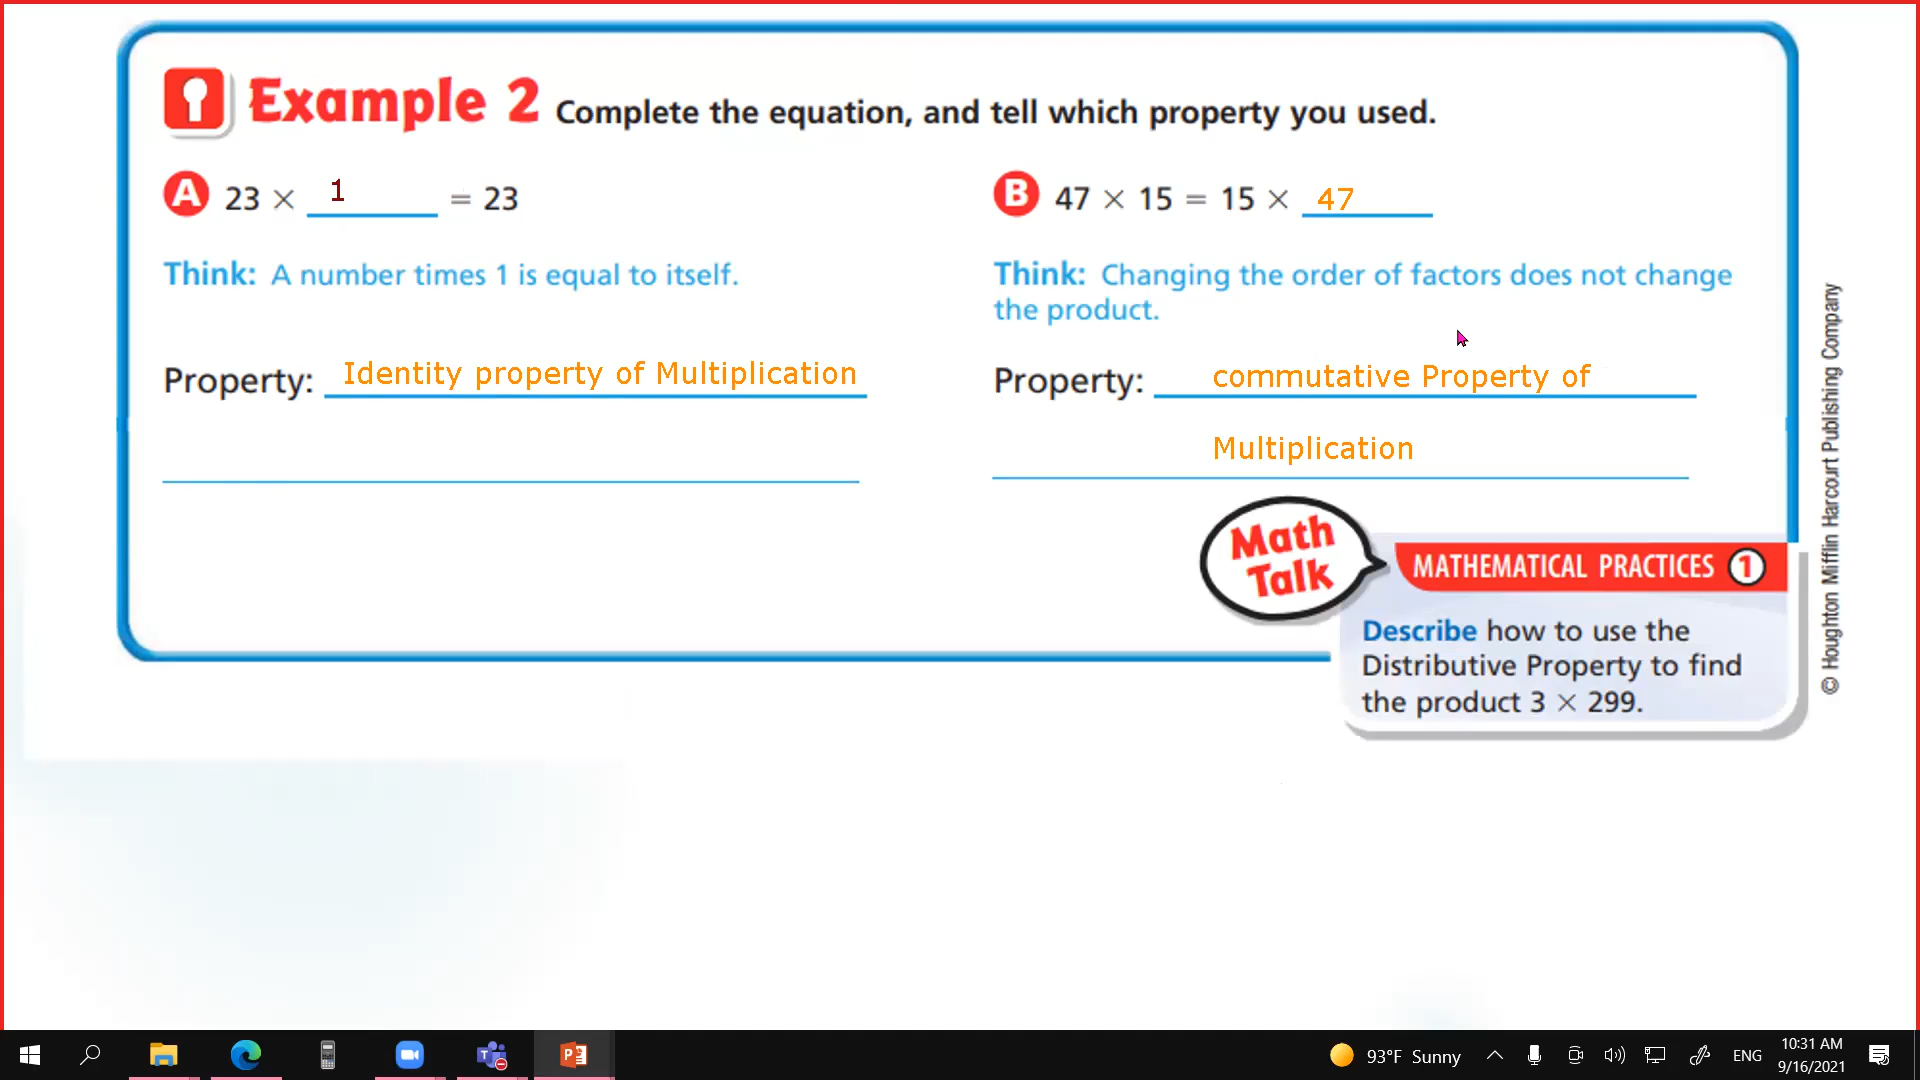 Example 2 Complete the equation, and tell which property you used.
A 23 × 1 = 23
Think: A number times 1 is equal to itself.
Property: Identity property of Multiplication
B 47 × 15 = 15 × 47
Think: Changing the order of factors does not change
the product.
Property: commutative Property of
Multiplication
Math
Talk
MATHEMATICAL PRACTICES 1
Describe how to use the
Distributive Property to find
the product 3 × 299.
© Houghton Mifflin Harcourt Publishing Company
93°F Sunny
ENG
10:31 AM
9/16/2021